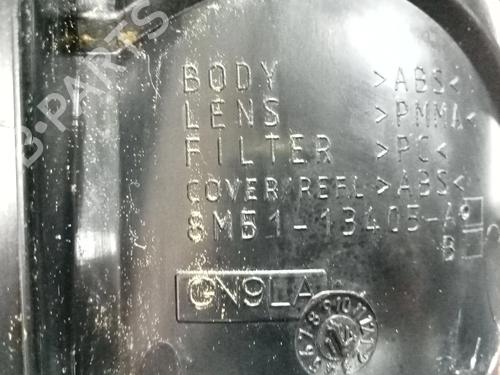 BODY >ABS<
LENS >PMMA<
FILTER >PC<
COVER/REFL >ABS<
8M51-13405-A
B
GN9LA
B-PARTS